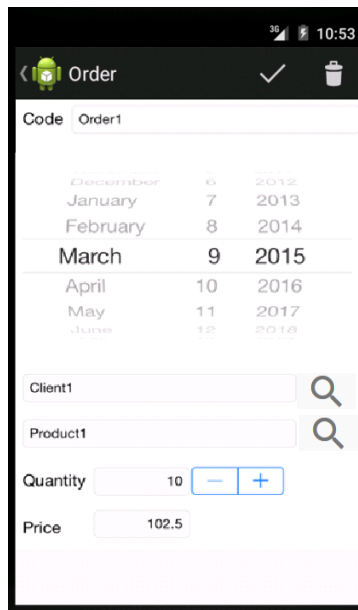 3G 10:53
Order
Code Order1
December 6 2012
January 7 2013
February 8 2014
March 9 2015
April 10 2016
May 11 2017
June 12 2018
Client1
Product1
Quantity 10 − +
Price 102.5